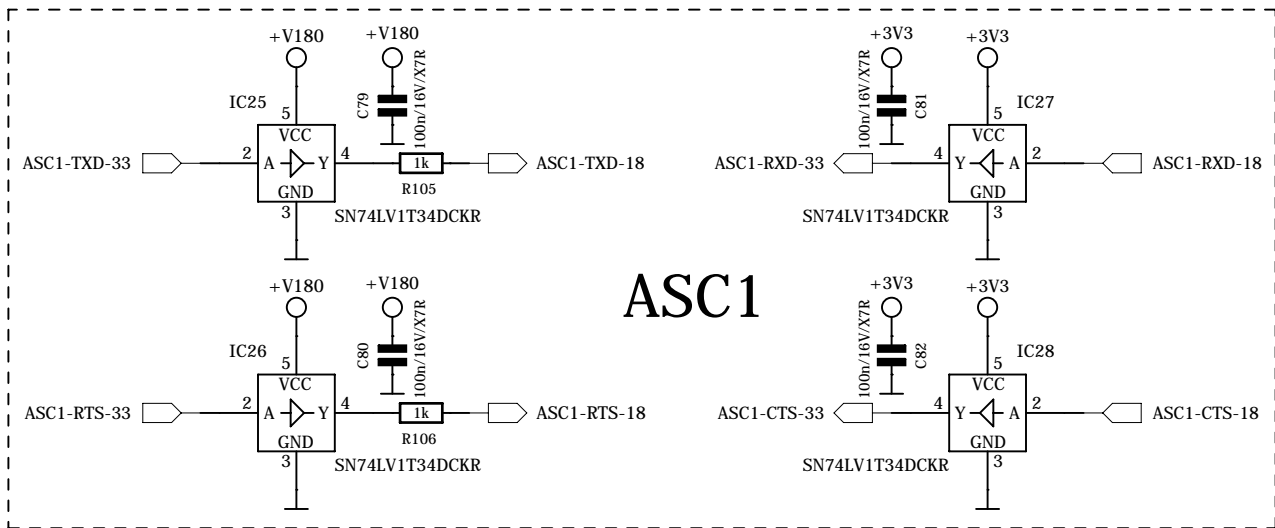 +V180
+V180
+3V3
+3V3
IC25
5
C79
100n/16V/X7R
100n/16V/X7R
C81
5
IC27
VCC
VCC
ASC1-TXD-33
2
A
Y
4
1k
ASC1-TXD-18
ASC1-RXD-33
4
Y
A
2
ASC1-RXD-18
GND
R105
GND
3
SN74LV1T34DCKR
3
SN74LV1T34DCKR
ASC1
+V180
+V180
+3V3
+3V3
IC26
5
C80
100n/16V/X7R
100n/16V/X7R
C82
5
IC28
VCC
VCC
ASC1-RTS-33
2
A
Y
4
1k
ASC1-RTS-18
ASC1-CTS-33
4
Y
A
2
ASC1-CTS-18
GND
R106
GND
3
SN74LV1T34DCKR
3
SN74LV1T34DCKR